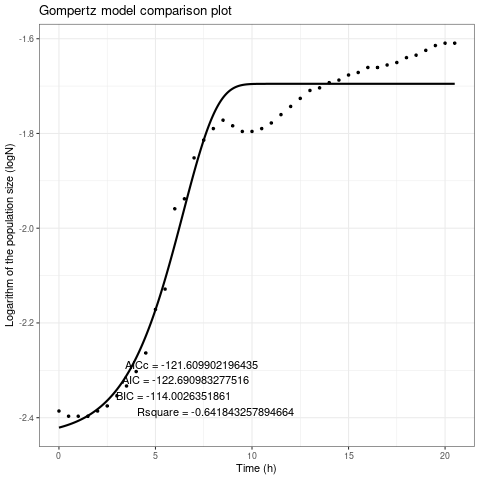 Gompertz model comparison plot
-1.6
-1.8
-2.0
-2.2
-2.4
Logarithm of the population size (logN)
AICc = -121.609902196435
AIC = -122.690983277516
BIC = -114.0026351861
Rsquare = -0.641843257894664
0 5 10 15 20
Time (h)